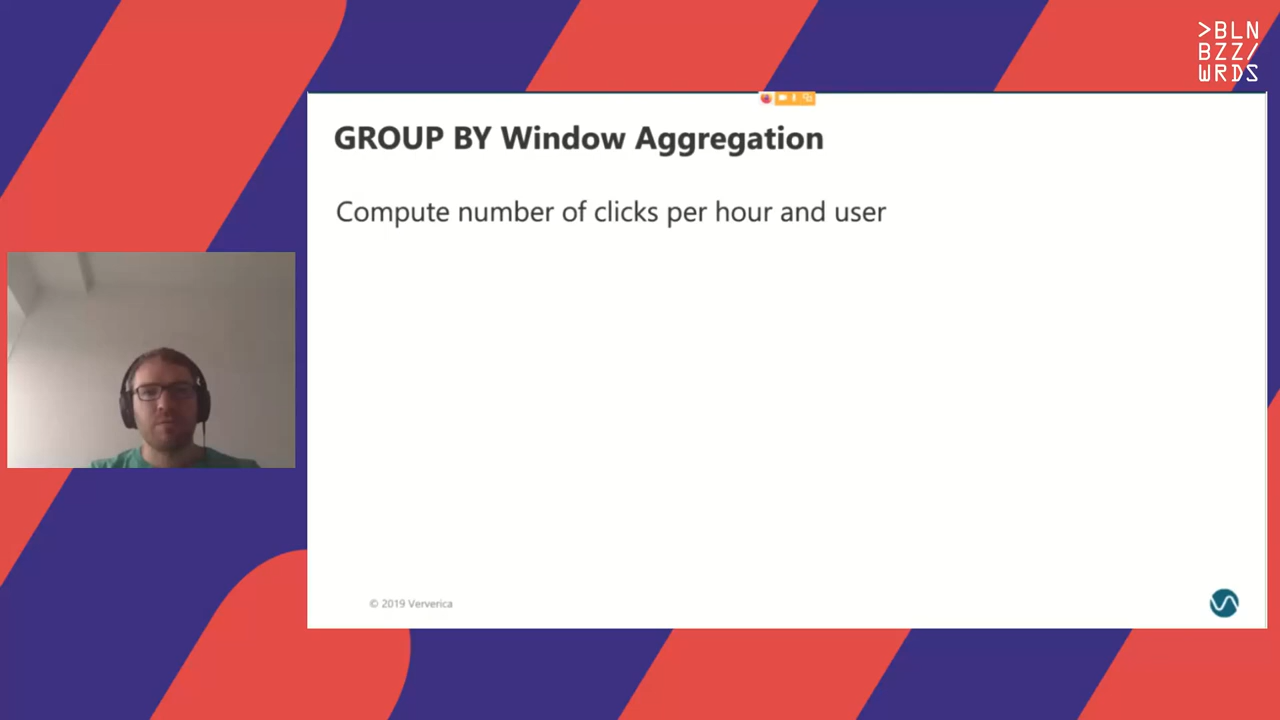 >BLN
BZZ/
WRDS
GROUP BY Window Aggregation
Compute number of clicks per hour and user
© 2019 Ververica